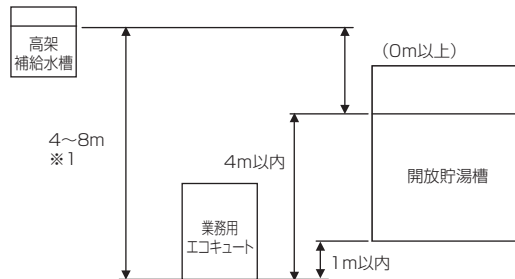 高架
補給水槽
（0m以上）
4～8m
※1
4m以内
開放貯湯槽
業務用
エコキュート
1m以内